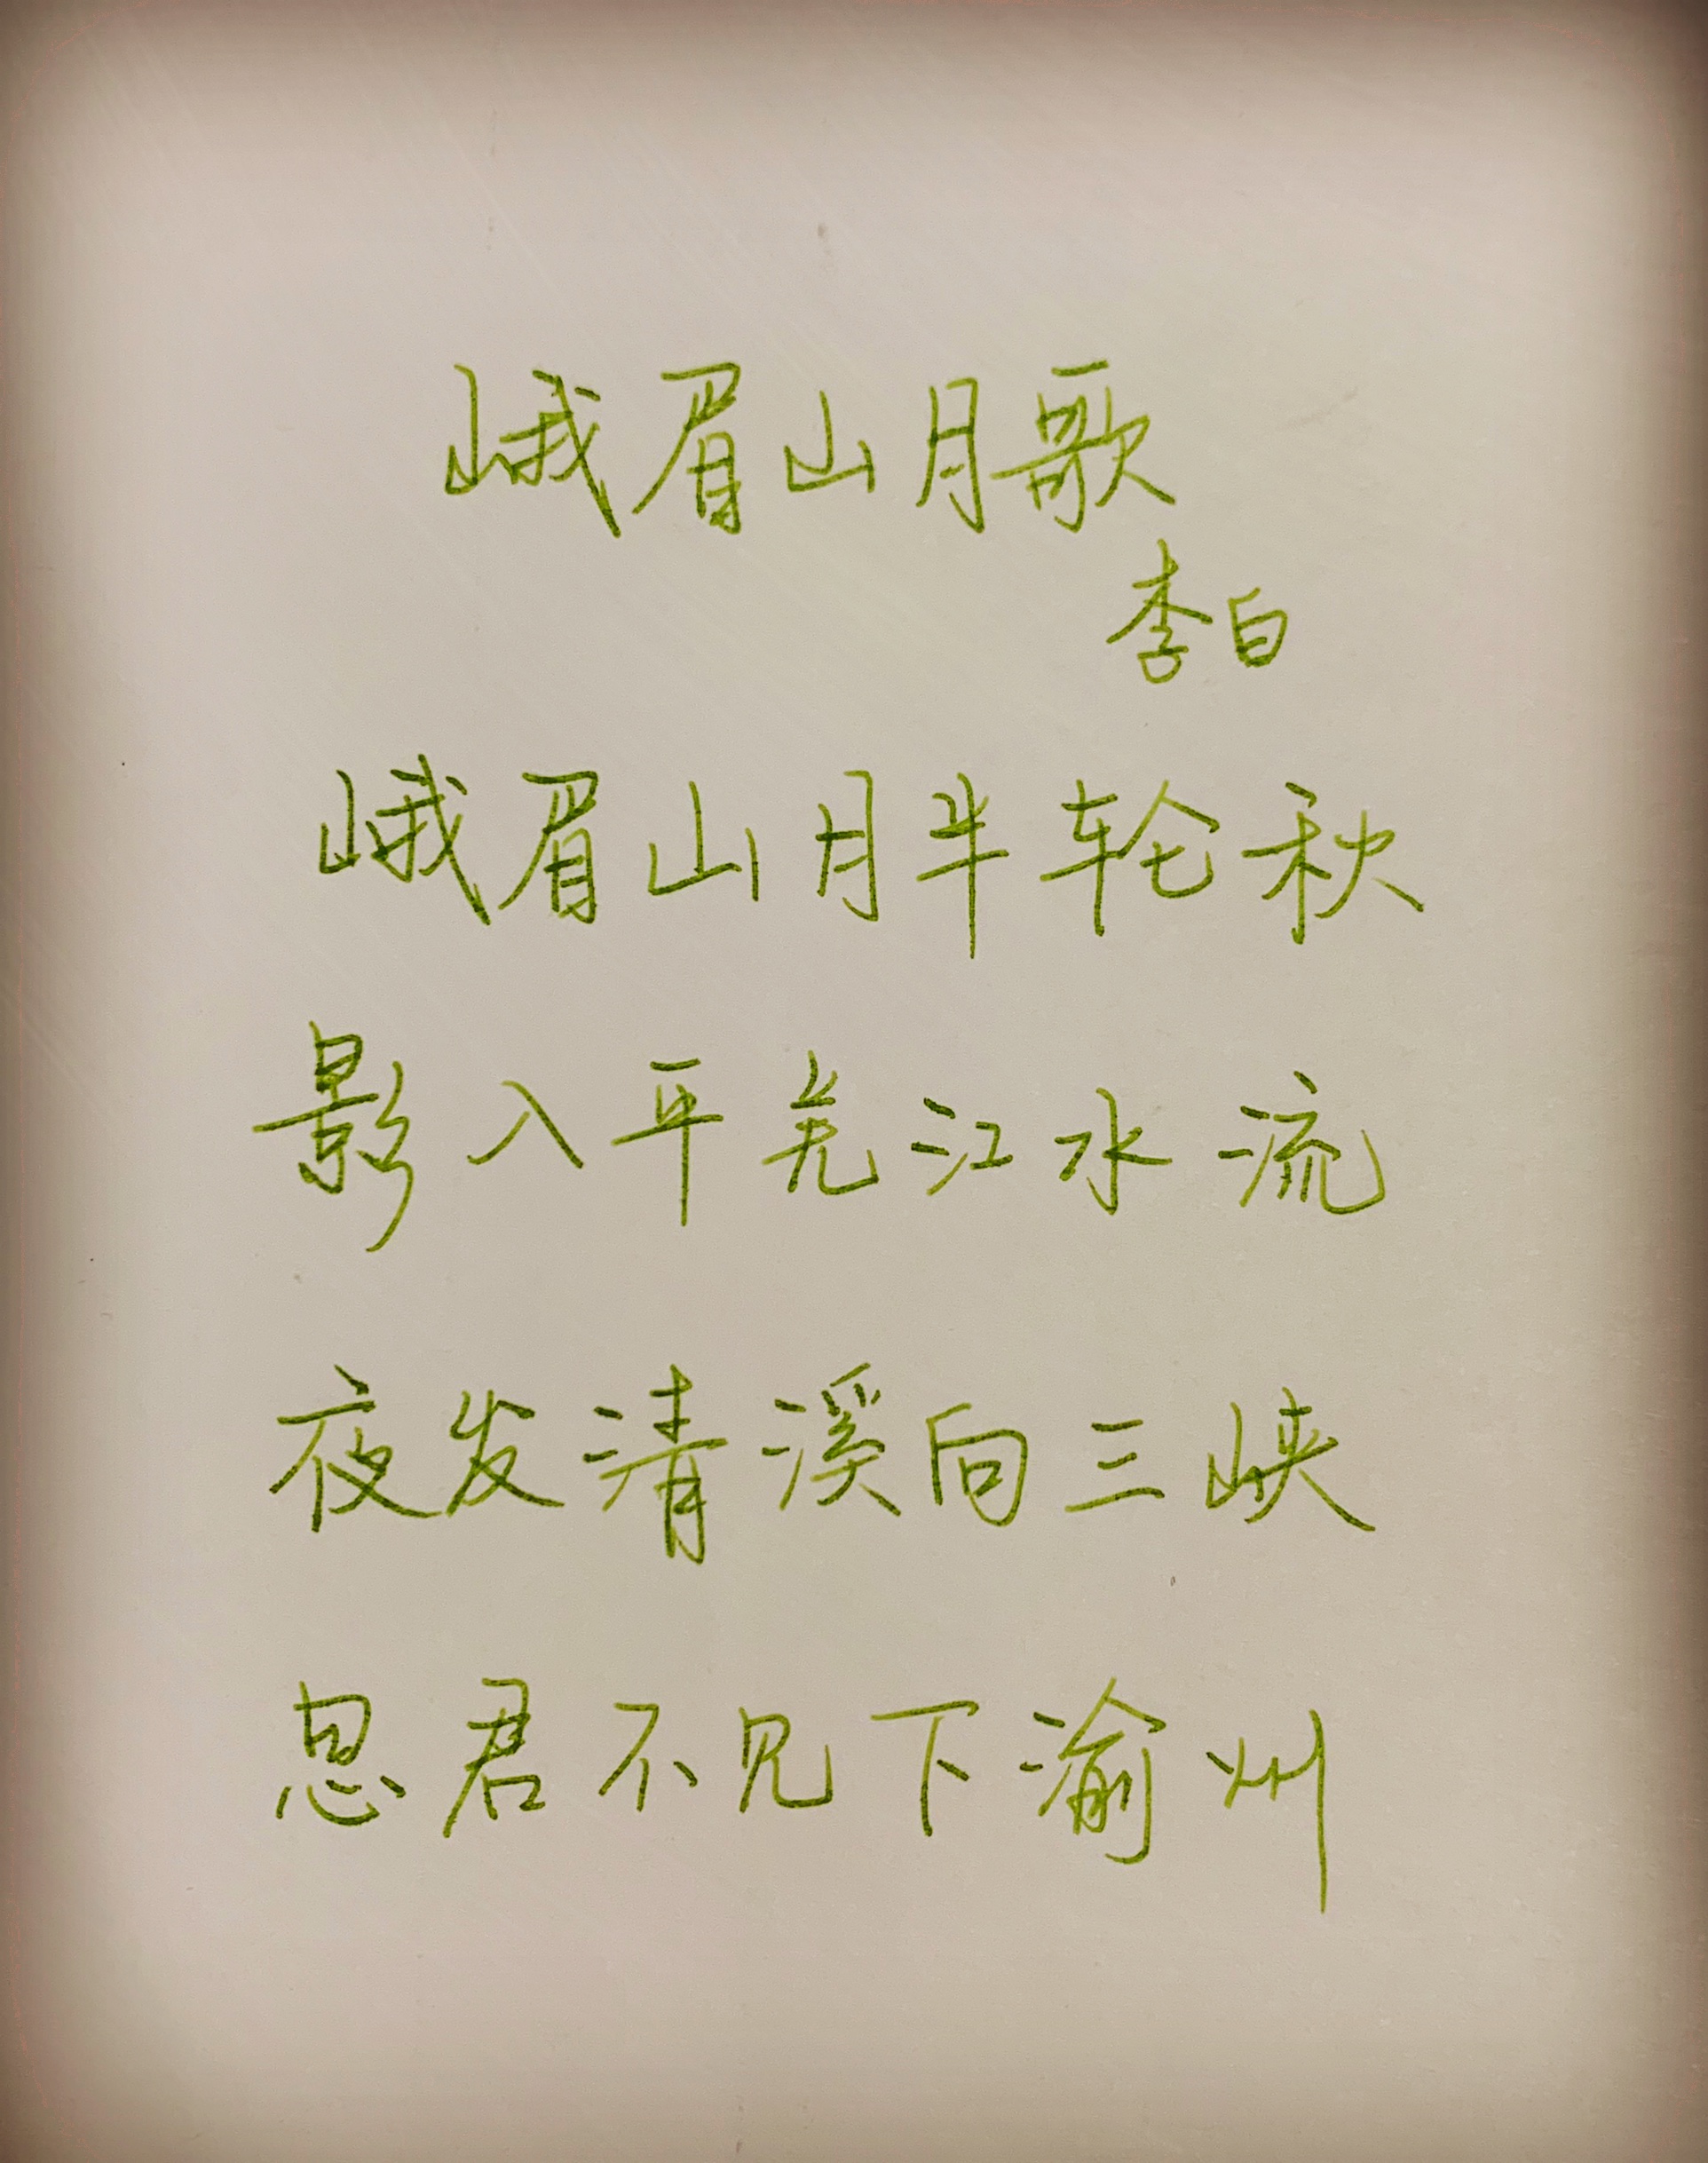 峨眉山月歌
李白
峨眉山月半轮秋
影入平羌江水流
夜发清溪向三峡
思君不见下渝州